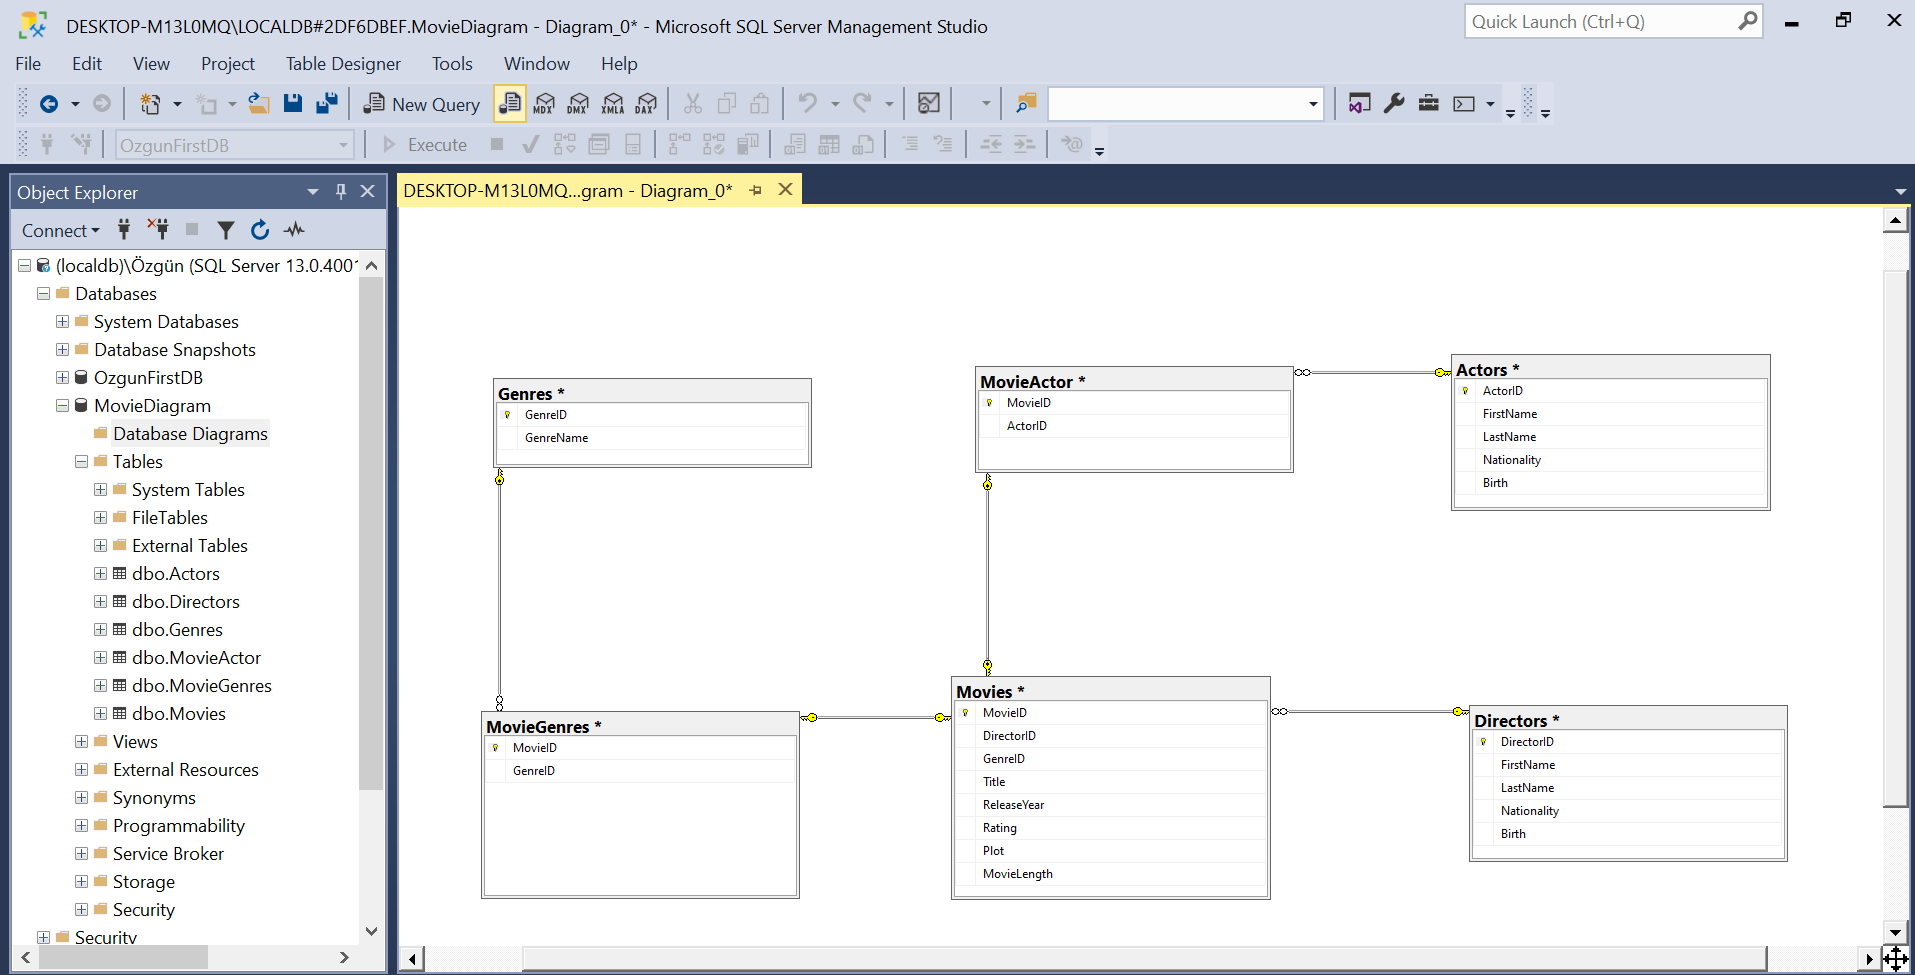 DESKTOP-M13L0MQ\LOCALDB#2DF6DBEF.MovieDiagram - Diagram_0* - Microsoft SQL Server Management Studio
Quick Launch (Ctrl+Q)
File Edit View Project Table Designer Tools Window Help
New Query MDX DMX XMLA DAX
OzgunFirstDB Execute
Object Explorer
Connect
(localdb)\Özgün (SQL Server 13.0.4001
Databases
System Databases
Database Snapshots
OzgunFirstDB
MovieDiagram
Database Diagrams
Tables
System Tables
FileTables
External Tables
dbo.Actors
dbo.Directors
dbo.Genres
dbo.MovieActor
dbo.MovieGenres
dbo.Movies
Views
External Resources
Synonyms
Programmability
Service Broker
Storage
Security
Security
DESKTOP-M13L0MQ...gram - Diagram_0*
Genres *
GenreID
GenreName
MovieActor *
MovieID
ActorID
Actors *
ActorID
FirstName
LastName
Nationality
Birth
MovieGenres *
MovieID
GenreID
Movies *
MovieID
DirectorID
GenreID
Title
ReleaseYear
Rating
Plot
MovieLength
Directors *
DirectorID
FirstName
LastName
Nationality
Birth